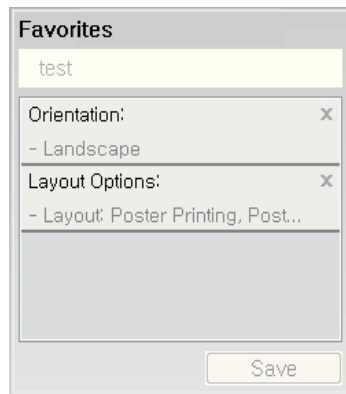 Favorites
test
Orientation: x
- Landscape
Layout Options: x
- Layout: Poster Printing, Post...
Save